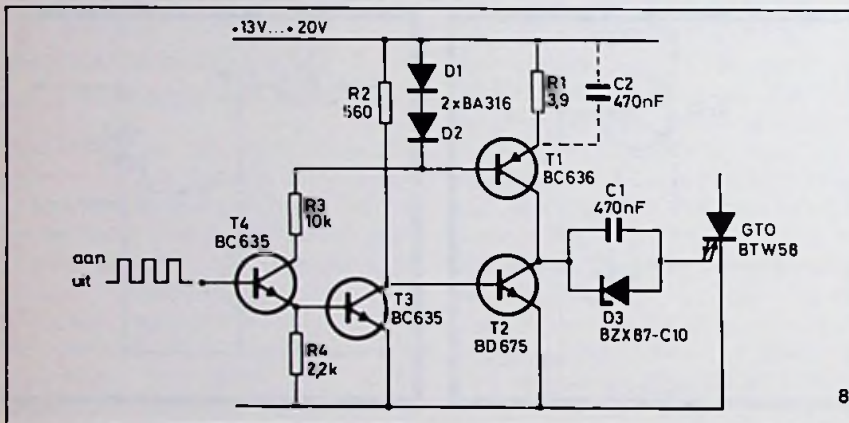 +13V...+20V
D1
2xBA316
D2
R2
560
R1
3,9
C2
470nF
T1
BC636
C1
470nF
GTO
BTW58
R3
10k
T4
BC635
aan
uit
T3
BC635
T2
BD675
D3
BZX87-C10
R4
2,2k
8